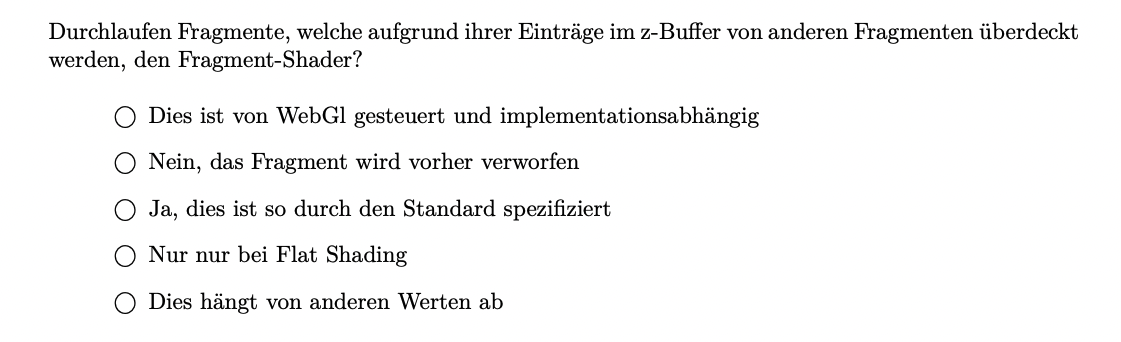 Durchlaufen Fragmente, welche aufgrund ihrer Einträge im z-Buffer von anderen Fragmenten überdeckt
werden, den Fragment-Shader?
Dies ist von WebGl gesteuert und implementationsabhängig
Nein, das Fragment wird vorher verworfen
Ja, dies ist so durch den Standard spezifiziert
Nur nur bei Flat Shading
Dies hängt von anderen Werten ab